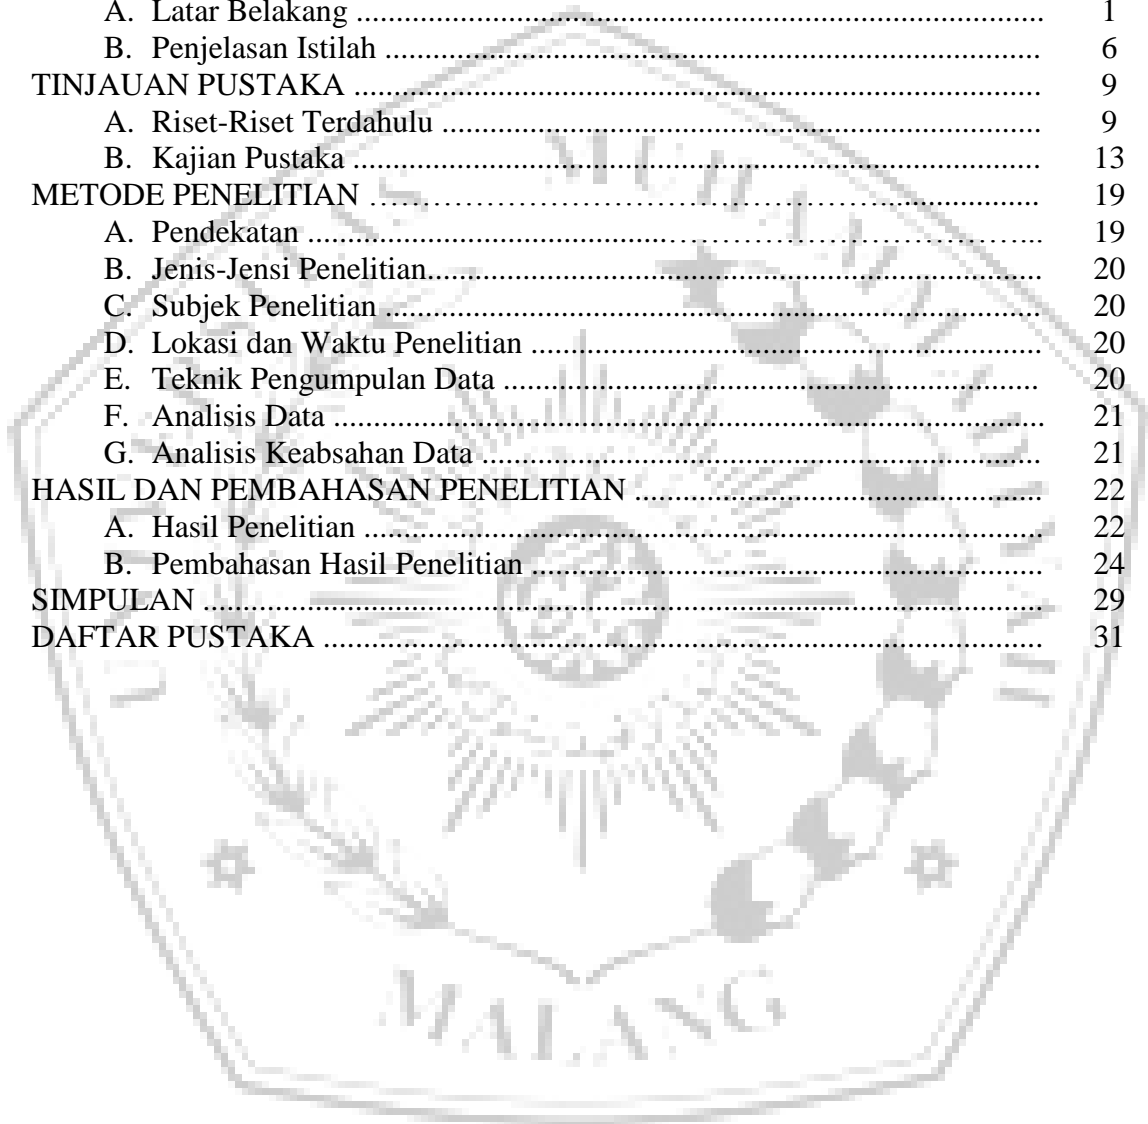 A. Latar Belakang ........................................................................................ 1
B. Penjelasan Istilah .................................................................................... 6
TINJAUAN PUSTAKA ........................................................................................ 9
A. Riset-Riset Terdahulu ............................................................................. 9
B. Kajian Pustaka ........................................................................................ 13
METODE PENELITIAN ……………………………………………................... 19
A. Pendekatan ..............................................……………………………... 19
B. Jenis-Jensi Penelitian............................................................................... 20
C. Subjek Penelitian .................................................................................... 20
D. Lokasi dan Waktu Penelitian .................................................................. 20
E. Teknik Pengumpulan Data ..................................................................... 20
F. Analisis Data ........................................................................................... 21
G. Analisis Keabsahan Data ........................................................................ 21
HASIL DAN PEMBAHASAN PENELITIAN .................................................... 22
A. Hasil Penelitian ....................................................................................... 22
B. Pembahasan Hasil Penelitian .................................................................. 24
SIMPULAN ........................................................................................................... 29
DAFTAR PUSTAKA ............................................................................................ 31
MALANG